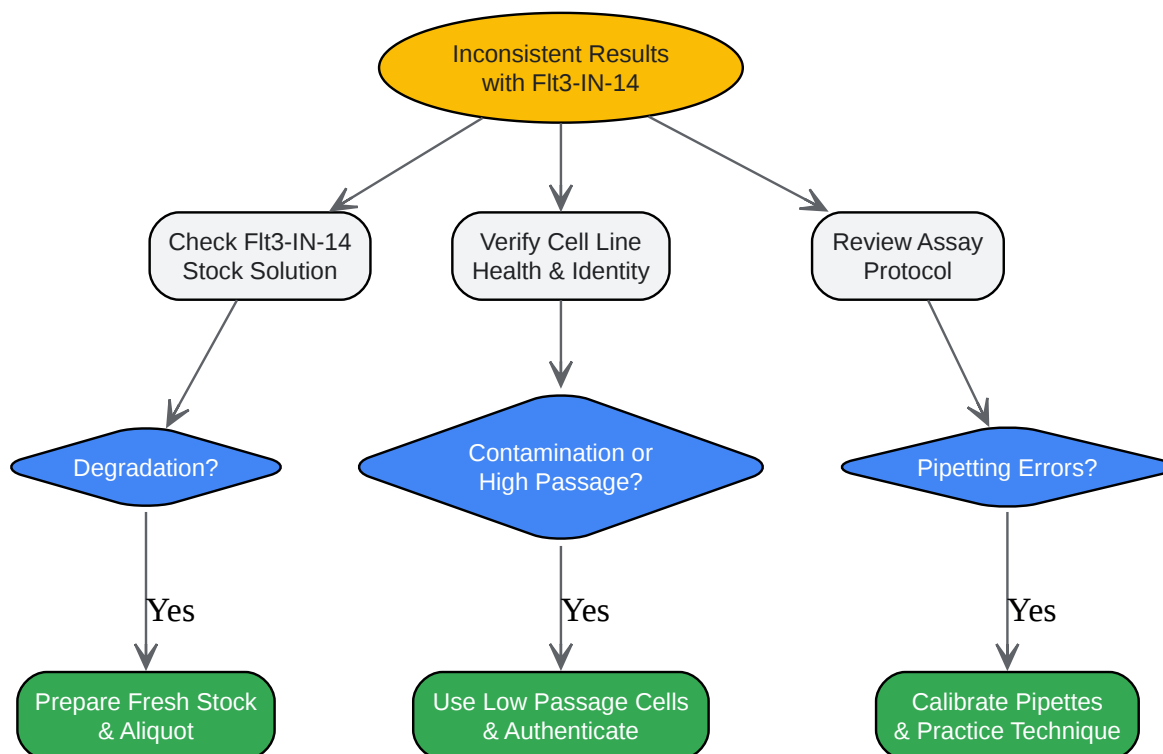 Inconsistent Results
with Flt3-IN-14
Check Flt3-IN-14
Stock Solution
Verify Cell Line
Health & Identity
Review Assay
Protocol
Degradation?
Contamination or
High Passage?
Pipetting Errors?
Yes
Yes
Yes
Prepare Fresh Stock
& Aliquot
Use Low Passage Cells
& Authenticate
Calibrate Pipettes
& Practice Technique